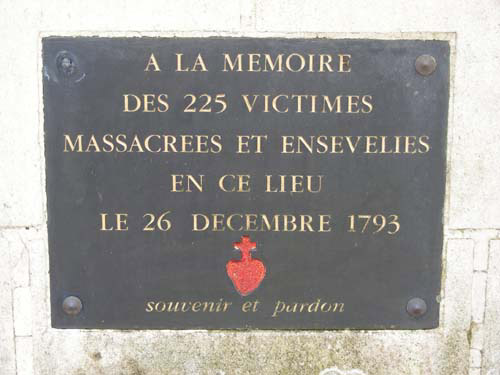 A LA MEMOIRE
DES 225 VICTIMES
MASSACREES ET ENSEVELIES
EN CE LIEU
LE 26 DECEMBRE 1793
souvenir et pardon